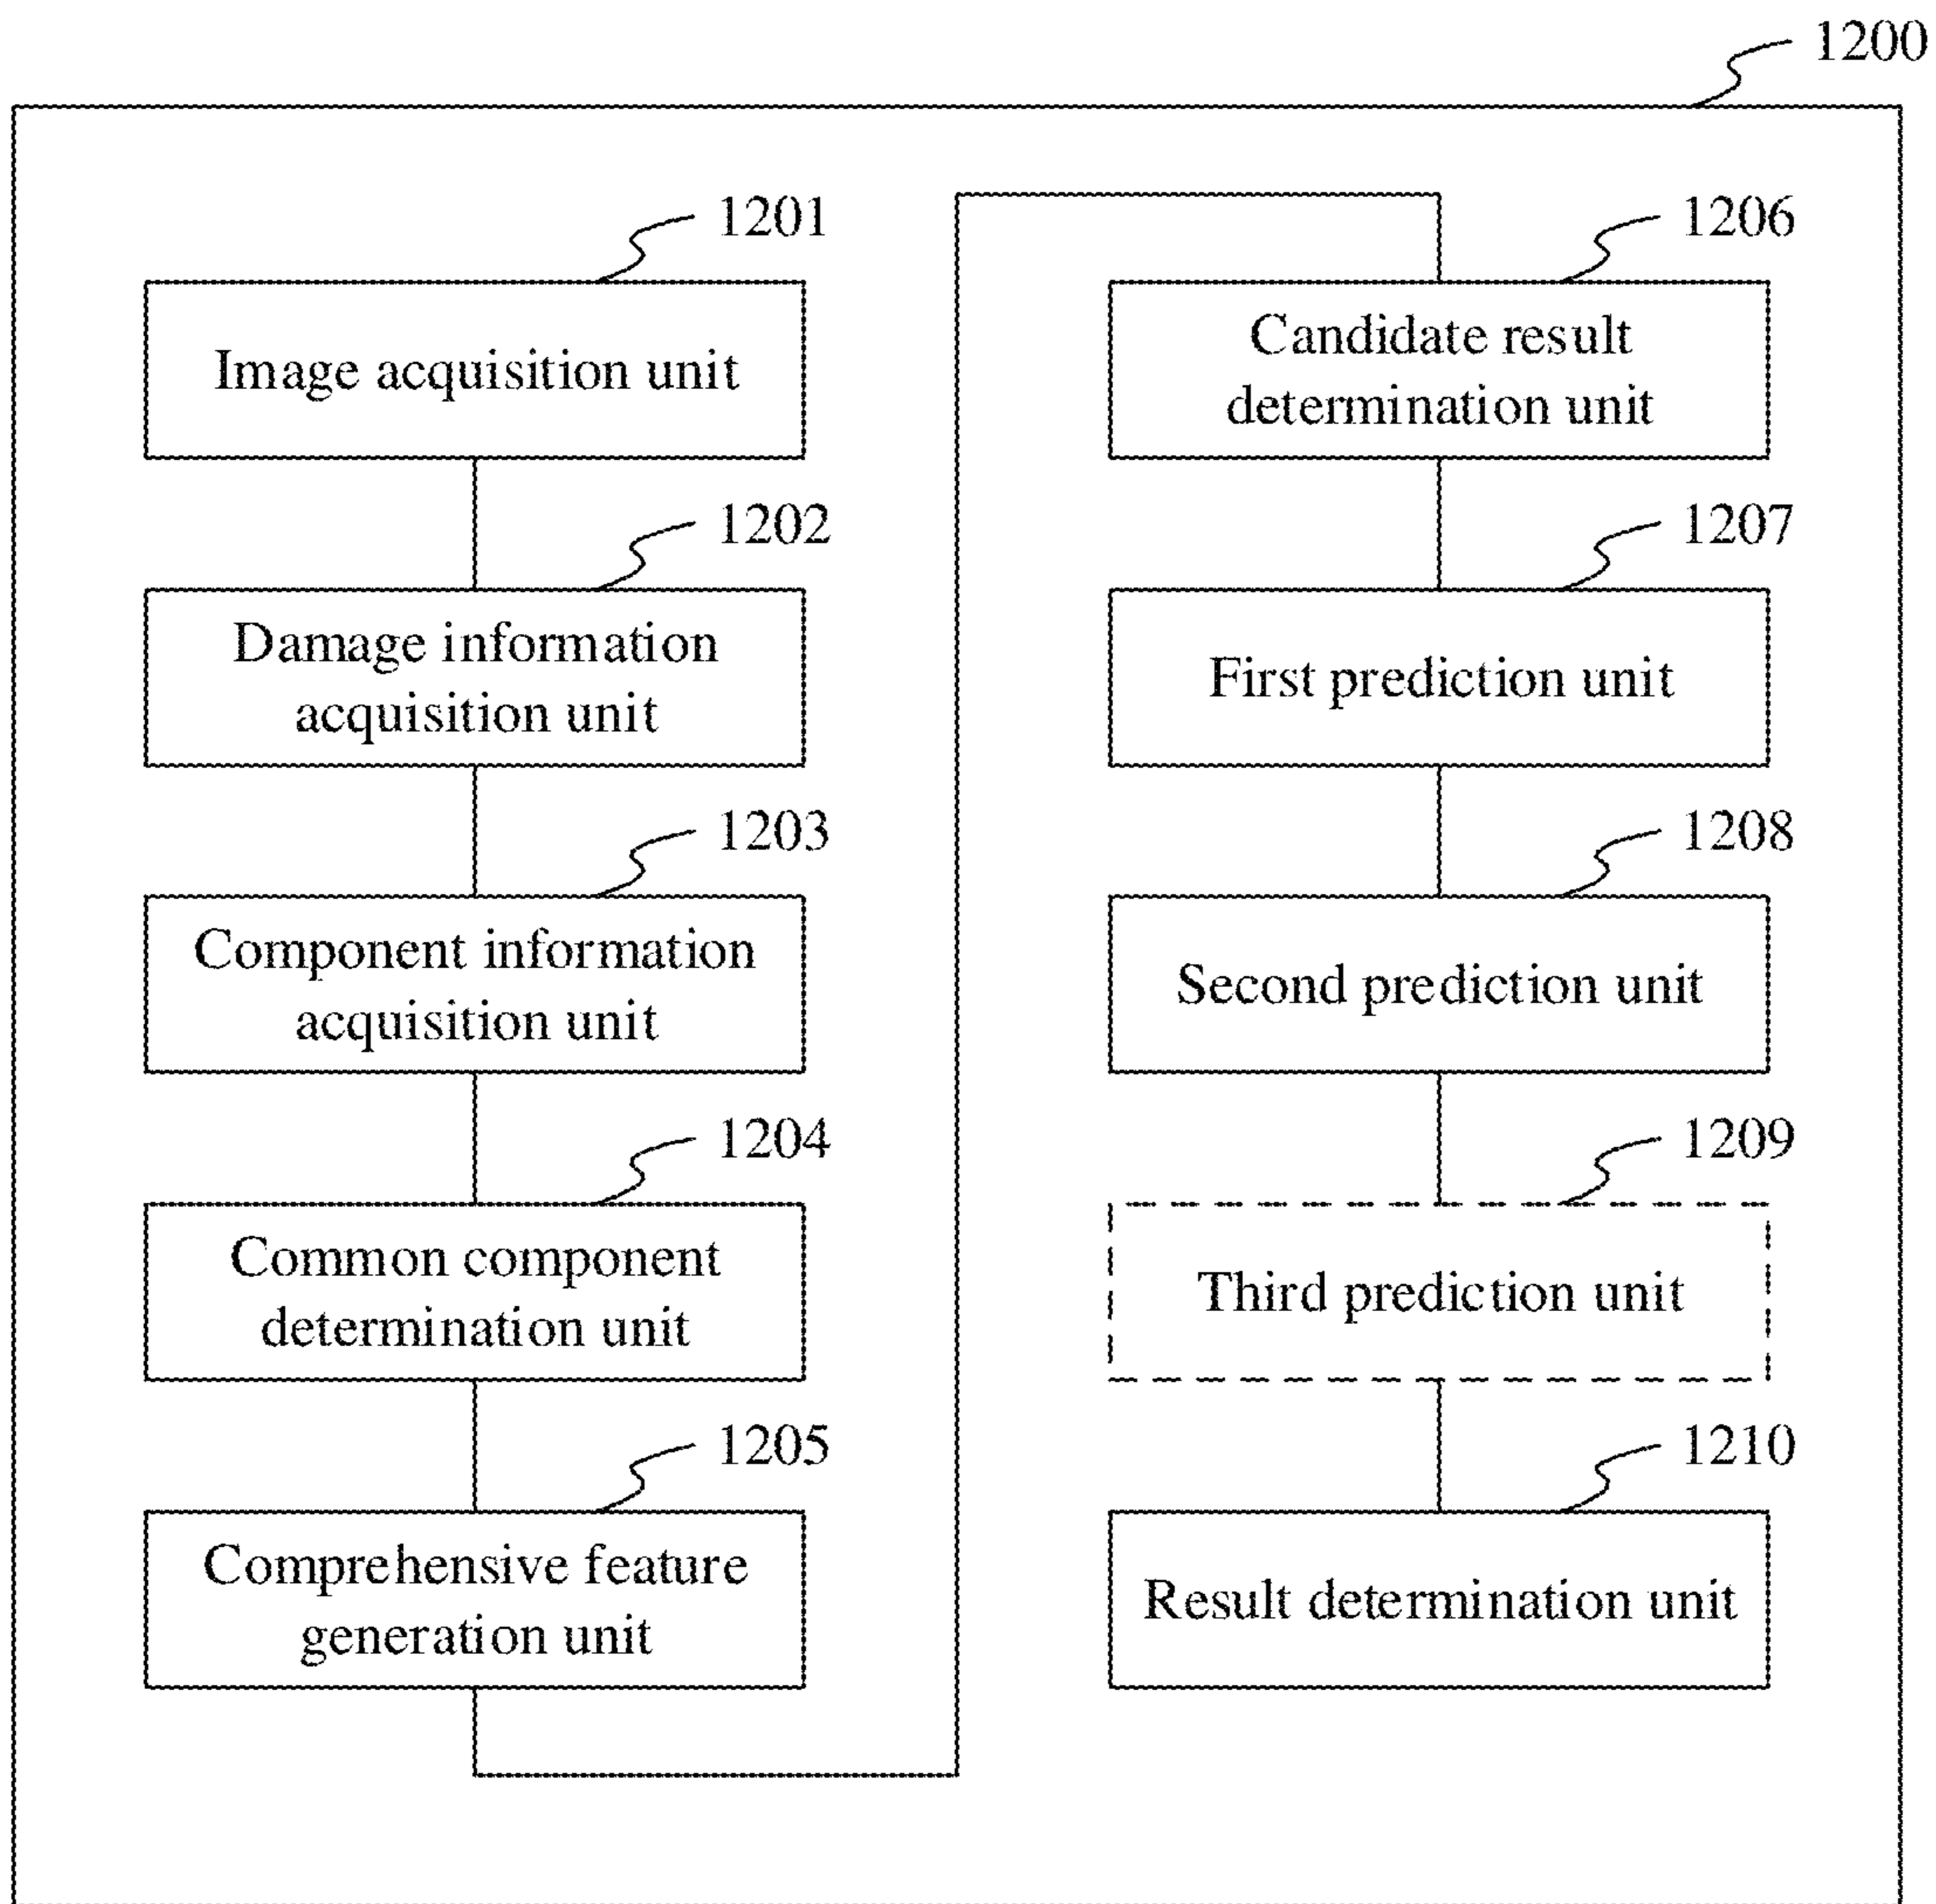 1200
1201
Image acquisition unit
1202
Damage information
acquisition unit
1203
Component information
acquisition unit
1204
Common component
determination unit
1205
Comprehensive feature
generation unit
1206
Candidate result
determination unit
1207
First prediction unit
1208
Second prediction unit
1209
Third prediction unit
1210
Result determination unit